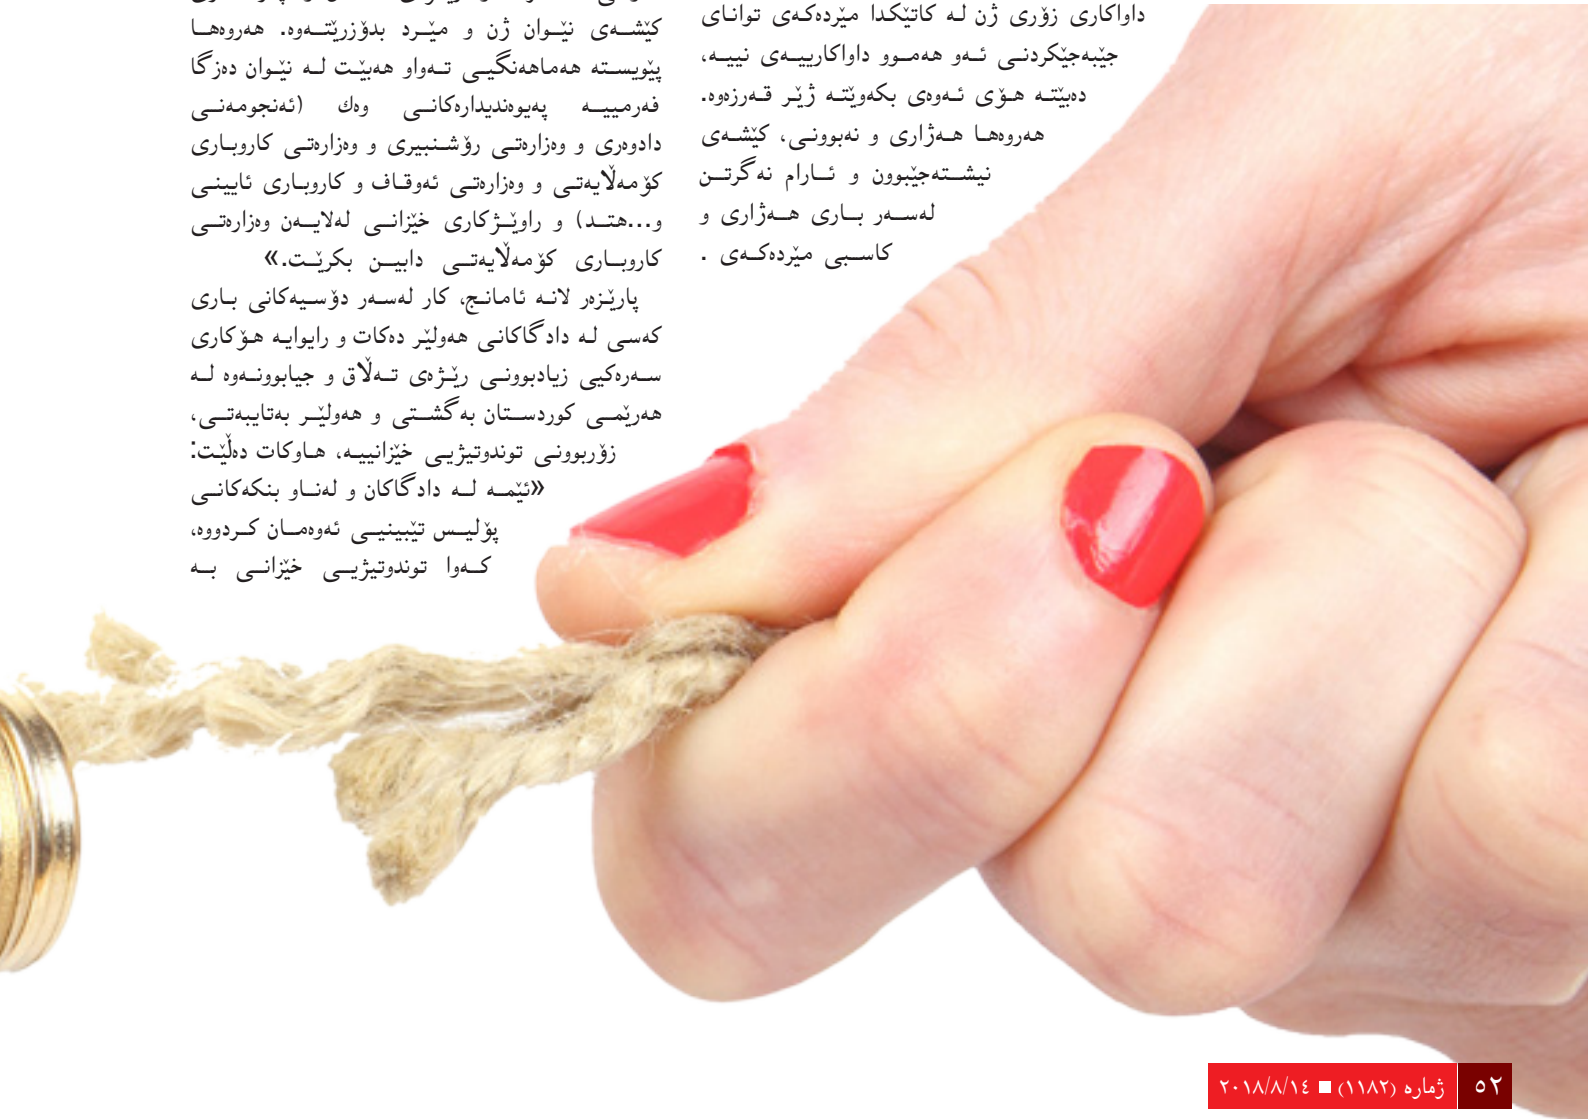 داواکاری زۆری ژن لە کاتێکدا مێردەکەی توانای
جێبەجێکردنی ئەو هەموو داواکارییەی نییە،
دەبێتە هۆی ئەوەی بکەوێتە ژێر قەرزەوە.
هەروەها هەژاری و نەبوونی، کێشەی
نیشتەجێبوون و ئارام نەگرتن
لەسەر باری هەژاری و
کاسبی مێردەکەی .
کێشەی نێوان ژن و مێرد بدۆزرێتەوە. هەروەها
پێویستە هەماهەنگیی تەواو هەبێت لە نێوان دەزگا
فەرمییە پەیوەندیدارەکانی وەك (ئەنجومەنی
دادوەری و وەزارەتی رۆشنبیری و وەزارەتی کاروباری
کۆمەڵایەتی و وەزارەتی ئەوقاف و کاروباری ئایینی
و...هتد) و راوێژکاری خێزانی لەلایەن وەزارەتی
کاروباری کۆمەڵایەتی دابین بکرێت.»
پارێزەر لانە ئامانج، کار لەسەر دۆسیەکانی باری
کەسی لە دادگاکانی هەولێر دەکات و رایوایە هۆکاری
سەرەکیی زیادبوونی رێژەی تەڵاق و جیابوونەوە لە
هەرێمی کوردستان بەگشتی و هەولێر بەتایبەتی،
زۆربوونی توندوتیژیی خێزانییە، هاوکات دەڵێت:
«ئێمە لە دادگاکان و لەناو بنکەکانی
پۆلیس تێبینیی ئەوەمان کردووە،
کەوا توندوتیژیی خێزانی بە
٥٢ ژمارە (١١٨٢) ■ ٢٠١٨/٨/١٤